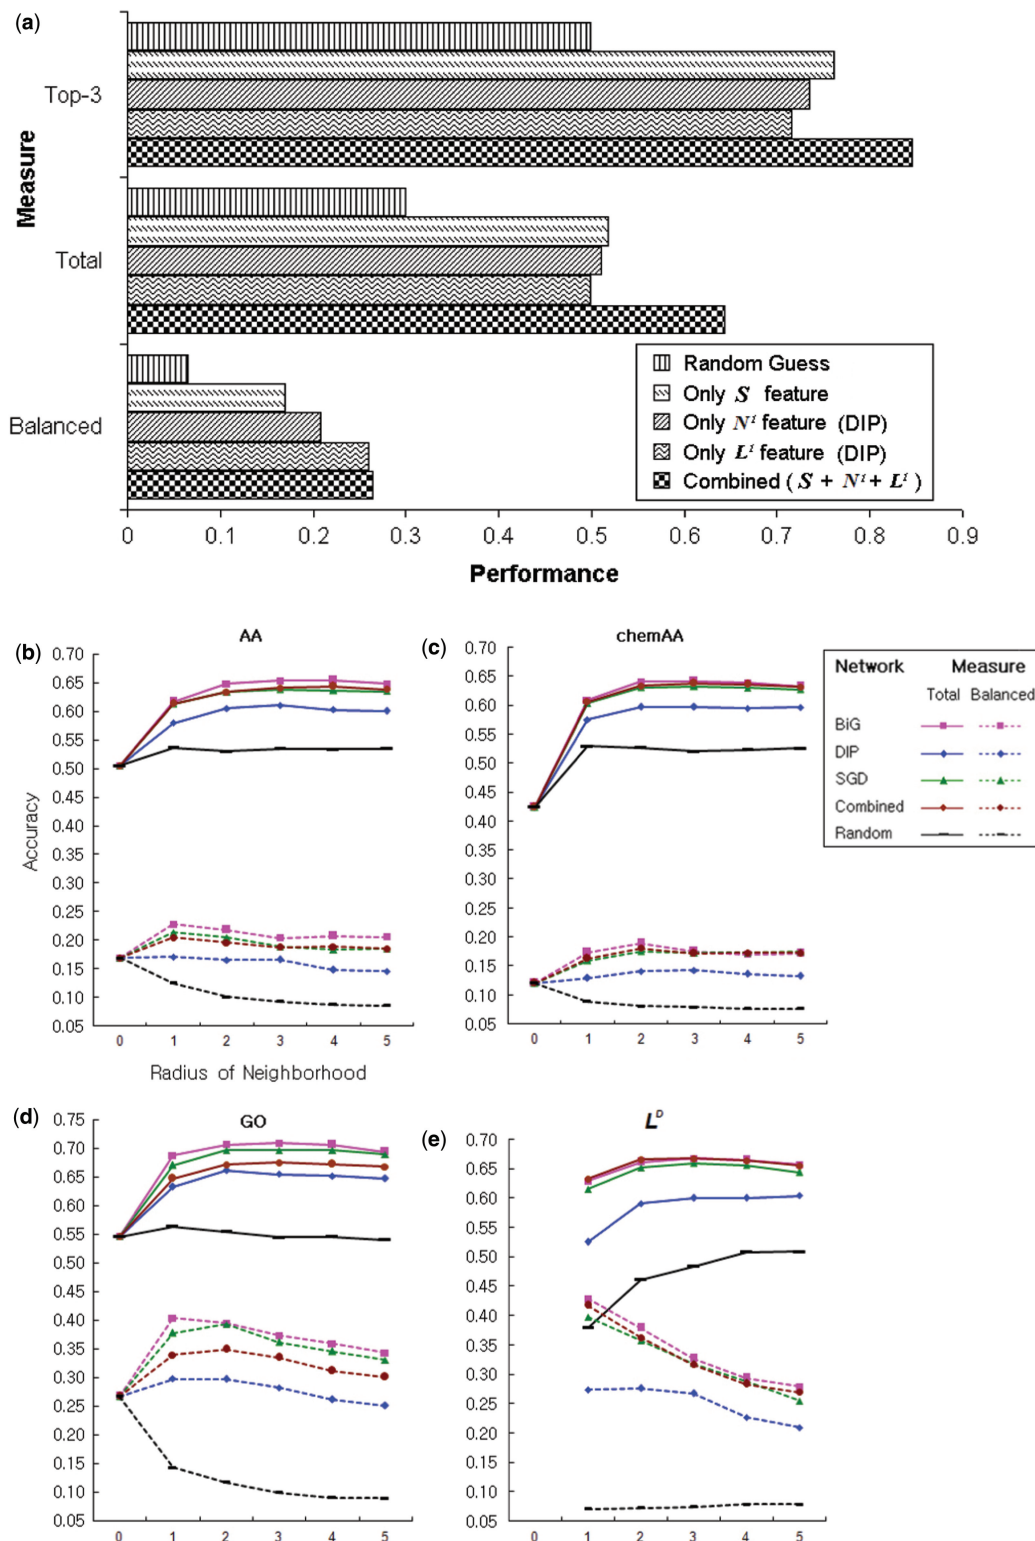 (a)
Top-3
Total
Balanced
Measure
Random Guess
Only S feature
Only Nⁱ feature (DIP)
Only Lⁱ feature (DIP)
Combined ( S + Nⁱ + Lⁱ )
0 0.1 0.2 0.3 0.4 0.5 0.6 0.7 0.8 0.9
Performance
(b)
AA
0.70
0.65
0.60
0.55
0.50
0.45
0.40
0.35
0.30
0.25
0.20
0.15
0.10
0.05
Accuracy
0 1 2 3 4 5
Radius of Neighborhood
(c)
chemAA
0.70
0.65
0.60
0.55
0.50
0.45
0.40
0.35
0.30
0.25
0.20
0.15
0.10
0.05
0 1 2 3 4 5
Network Measure
Total Balanced
BiG
DIP
SGD
Combined
Random
(d)
GO
0.75
0.70
0.65
0.60
0.55
0.50
0.45
0.40
0.35
0.30
0.25
0.20
0.15
0.10
0.05
0 1 2 3 4 5
(e)
Lᴰ
0.70
0.65
0.60
0.55
0.50
0.45
0.40
0.35
0.30
0.25
0.20
0.15
0.10
0.05
0 1 2 3 4 5